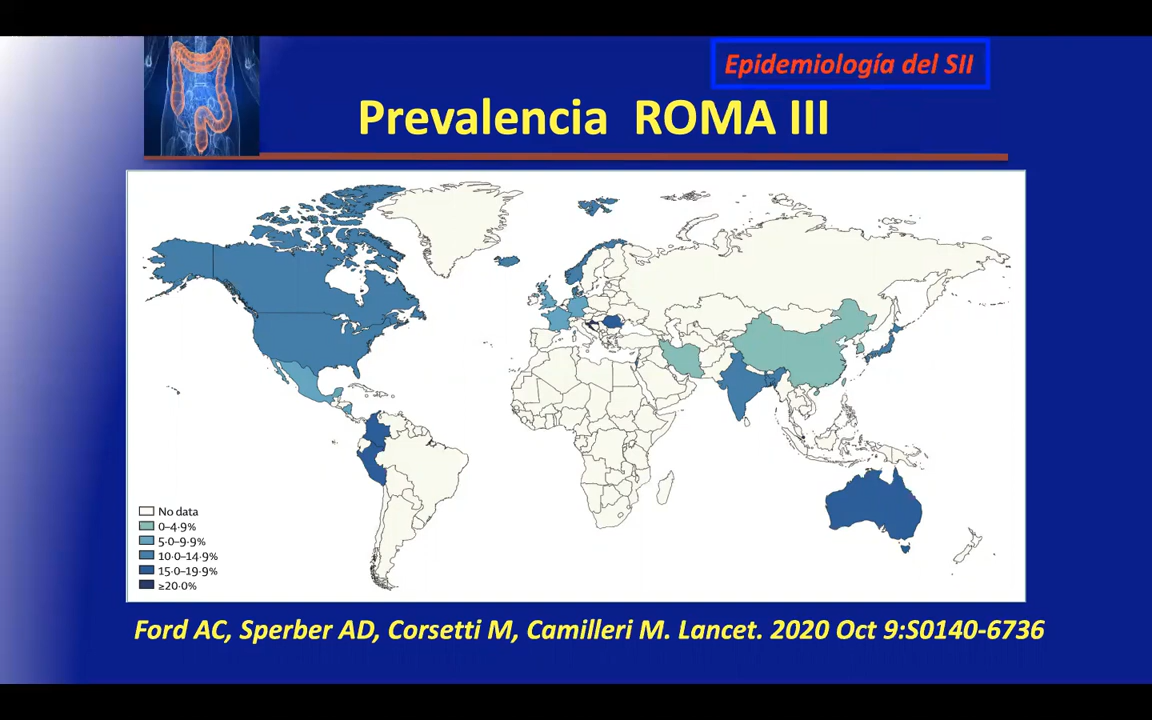 Epidemiología del SII
Prevalencia ROMA III
No data
0–4·9%
5·0–9·9%
10·0–14·9%
15·0–19·9%
≥20·0%
Ford AC, Sperber AD, Corsetti M, Camilleri M. Lancet. 2020 Oct 9:S0140-6736